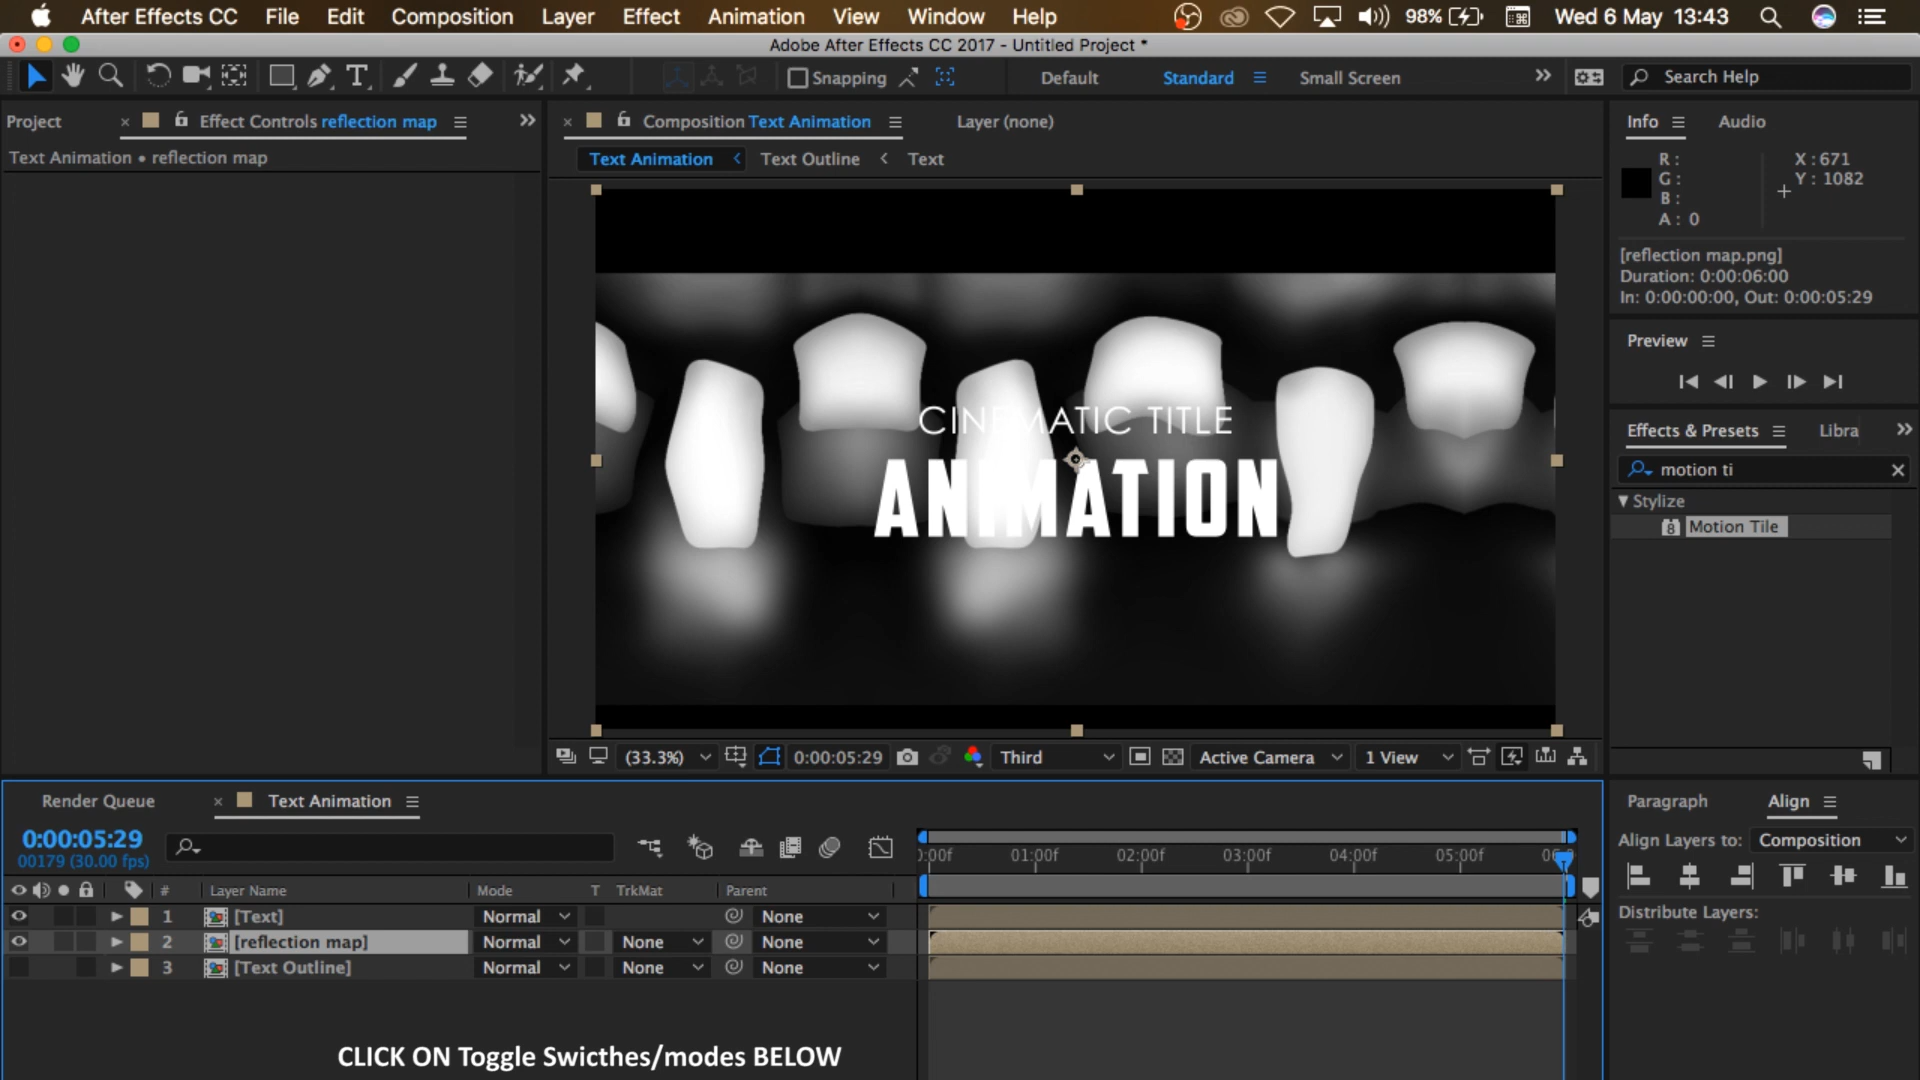 After Effects CC File Edit Composition Layer Effect Animation View Window Help 98% Wed 6 May 13:43
Adobe After Effects CC 2017 - Untitled Project *
Snapping Default Standard Small Screen Search Help
Project Effect Controls reflection map Composition Text Animation Layer (none) Info Audio
Text Animation • reflection map Text Animation Text Outline Text
R : X : 671
G : Y : 1082
B :
A : 0
[reflection map.png]
Duration: 0:00:06:00
In: 0:00:00:00, Out: 0:00:05:29
Preview
CINEMATIC TITLE
ANIMATION
Effects & Presets Libra
motion ti
Stylize
8 Motion Tile
(33.3%) 0:00:05:29 Third Active Camera 1 View
Render Queue Text Animation Paragraph Align
0:00:05:29 Align Layers to: Composition
00179 (30.00 fps) 01:00f 02:00f 03:00f 04:00f 05:00f
# Layer Name Mode T TrkMat Parent Distribute Layers:
1 [Text] Normal None
2 [reflection map] Normal None None
3 [Text Outline] Normal None None
CLICK ON Toggle Swicthes/modes BELOW